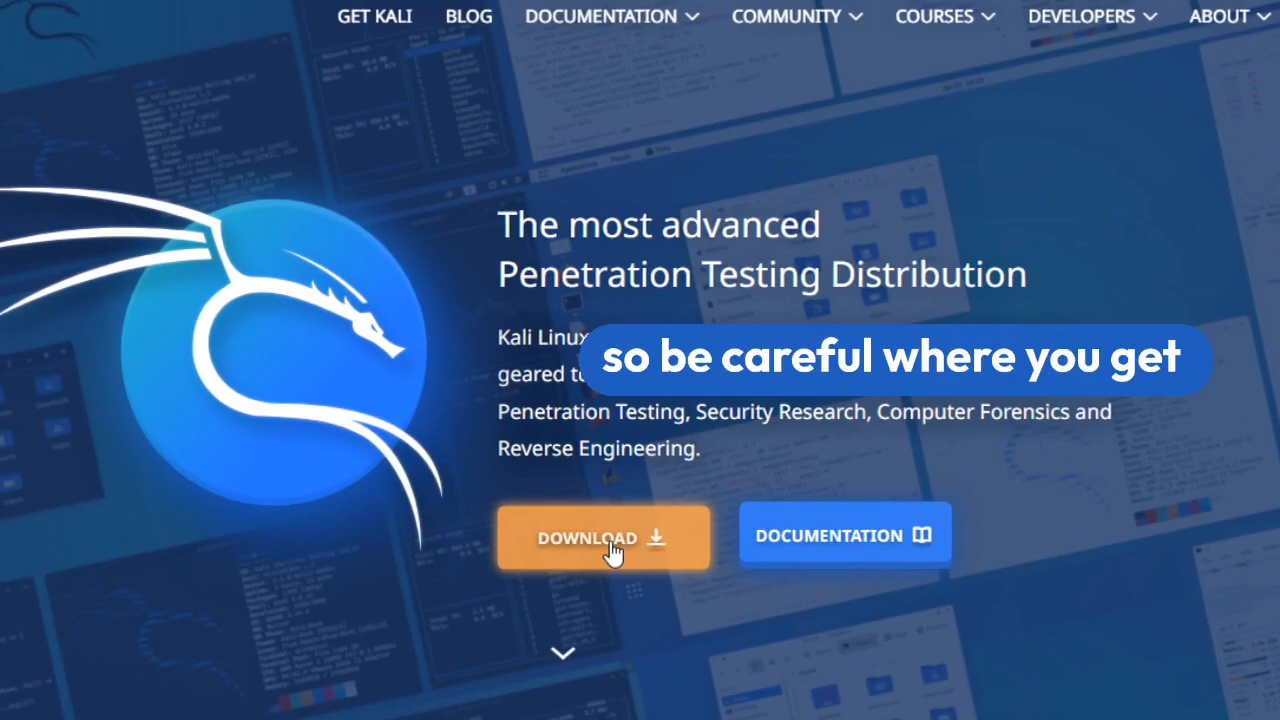 GET KALI BLOG DOCUMENTATION COMMUNITY COURSES DEVELOPERS ABOUT
The most advanced
Penetration Testing Distribution
Kali Linux
so be careful where you get
geared to
Penetration Testing, Security Research, Computer Forensics and
Reverse Engineering.
DOWNLOAD
DOCUMENTATION